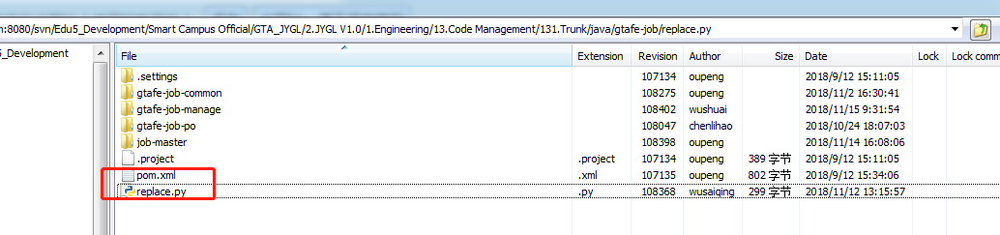 n:8080/svn/Edu5_Development/Smart Campus Official/GTA_JYGL/2.JYGL V1.0/1.Engineering/13.Code Management/131.Trunk/java/gtafe-job/replace.py
5_Development
File Extension Revision Author Size Date Lock Lock comm
.settings 107134 oupeng 2018/9/12 15:11:05
gtafe-job-common 108275 oupeng 2018/11/2 16:30:41
gtafe-job-manage 108402 wushuai 2018/11/15 9:31:54
gtafe-job-po 108047 chenlihao 2018/10/24 18:07:03
job-master 108398 oupeng 2018/11/14 16:08:06
.project .project 107134 oupeng 389 字节 2018/9/12 15:11:05
pom.xml .xml 107135 oupeng 802 字节 2018/9/12 15:34:06
replace.py .py 108368 wusaiqing 299 字节 2018/11/12 13:15:57